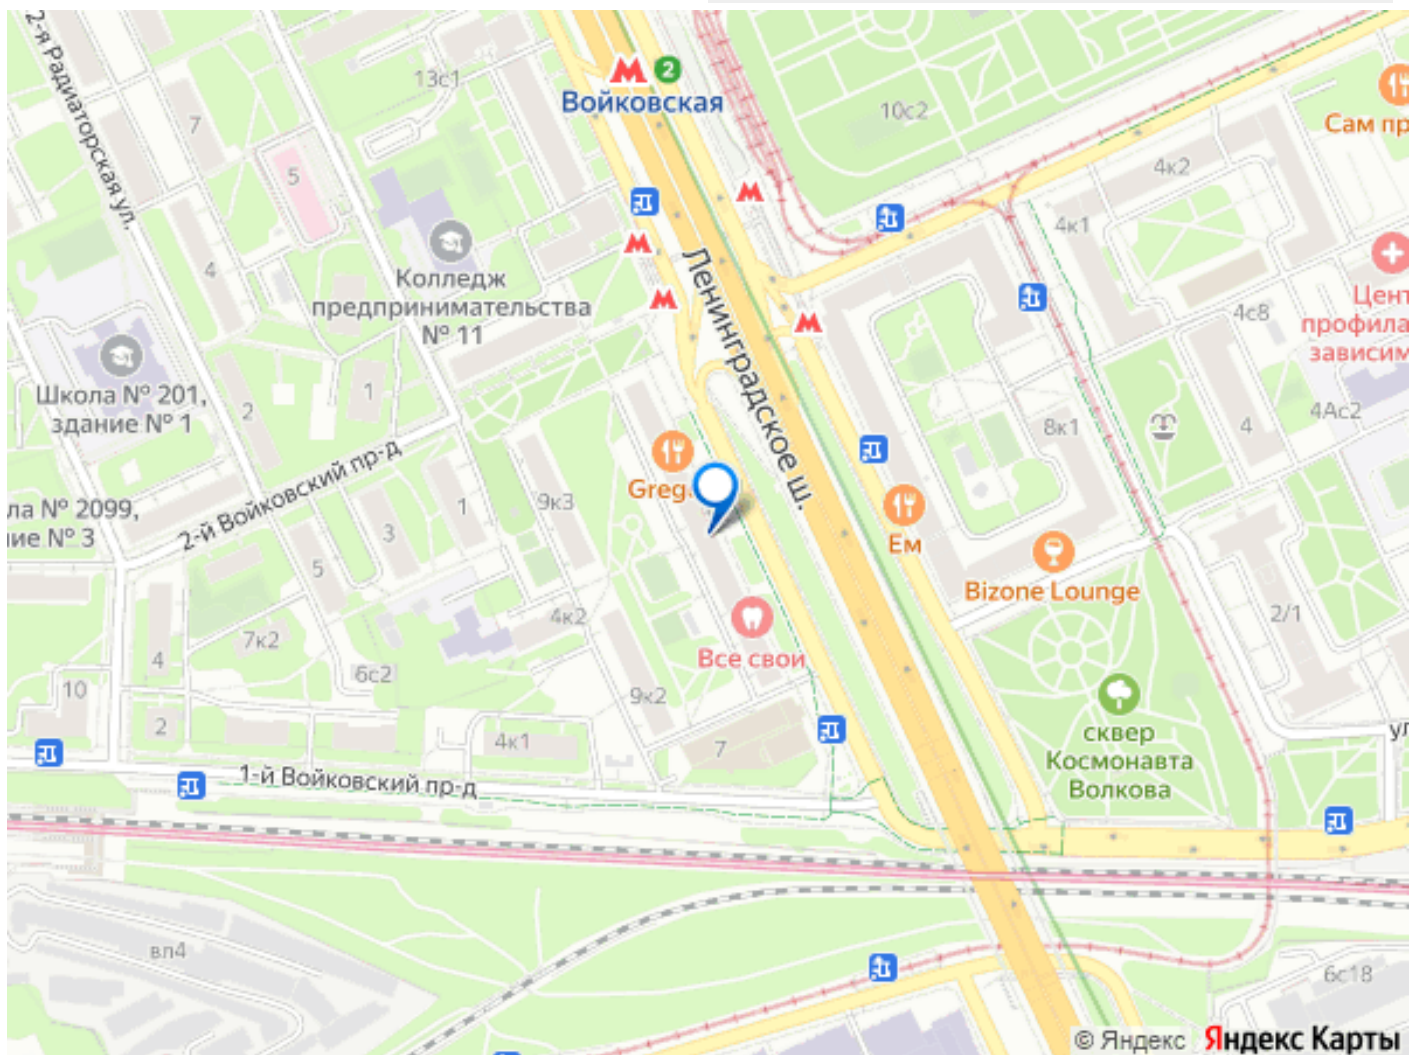 2-я Радиаторская ул.
13с1
2
Войковская
10с2
Сам пр
7
5
4к2
4к1
4
Колледж
предпринимательства
№ 11
Ленинградское ш.
4с8
Цент
профила
зависим
Школа № 201,
здание № 1
2
1
8к1
4
4Ас2
ла № 2099,
ие № 3
2-й Войковский пр-д
1
9к3
Grega
Ем
3
5
Bizone Lounge
4к2
2/1
7к2
4
6с2
Все свои
10
9к2
2
4к1
7
сквер
Космонавта
Волкова
ул
1-й Войковский пр-д
вл4
6с18
© Яндекс Яндекс Карты